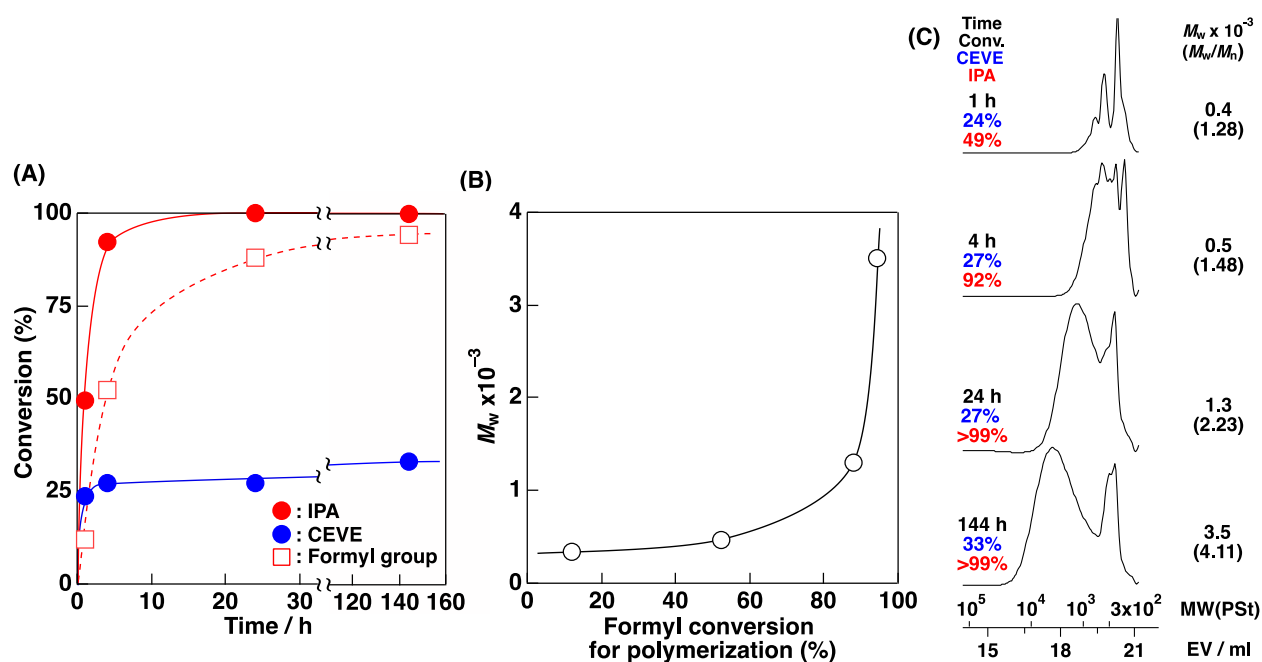 (A)
100
75
50
25
0
Conversion (%)
0 10 20 30 120 140 160
Time / h
: IPA
: CEVE
: Formyl group
(B)
4
3
2
1
0
Mw x10⁻³
0 20 40 60 80 100
Formyl conversion
for polymerization (%)
(C)
Time
Conv.
CEVE
IPA
Mw x 10⁻³
(Mw/Mn)
1 h
24%
49%
0.4
(1.28)
4 h
27%
92%
0.5
(1.48)
24 h
27%
>99%
1.3
(2.23)
144 h
33%
>99%
3.5
(4.11)
10⁵ 10⁴ 10³ 3x10² MW(PSt)
15 18 21 EV / ml